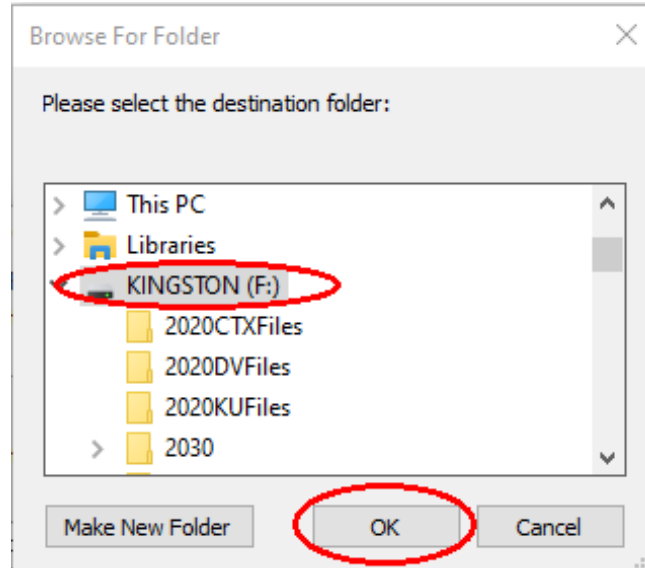 Browse For Folder
Please select the destination folder:
This PC
Libraries
KINGSTON (F:)
2020CTXFiles
2020DVFiles
2020KUFiles
2030
Make New Folder OK Cancel